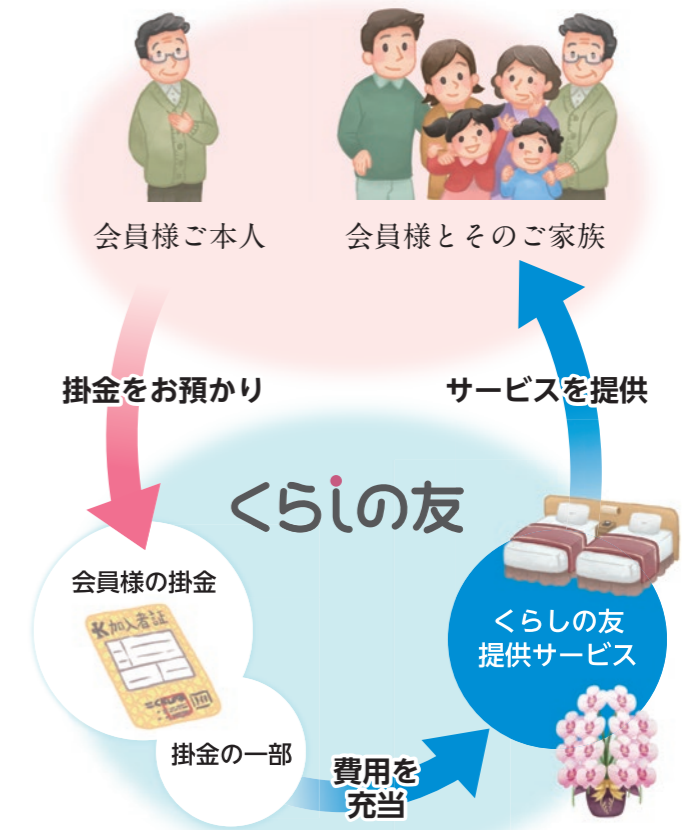 会員様ご本人
会員様とそのご家族
掛金をお預かり
サービスを提供
くらしの友
会員様の掛金
加入者証
くらしの友
提供サービス
掛金の一部
費用を
充当